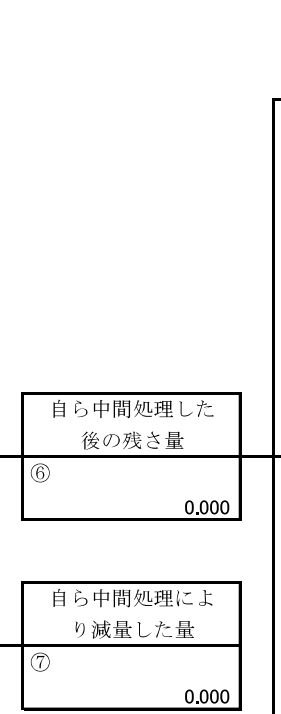 自ら中間処理した
後の残さ量
⑥
0.000
自ら中間処理によ
り減量した量
⑦
0.000